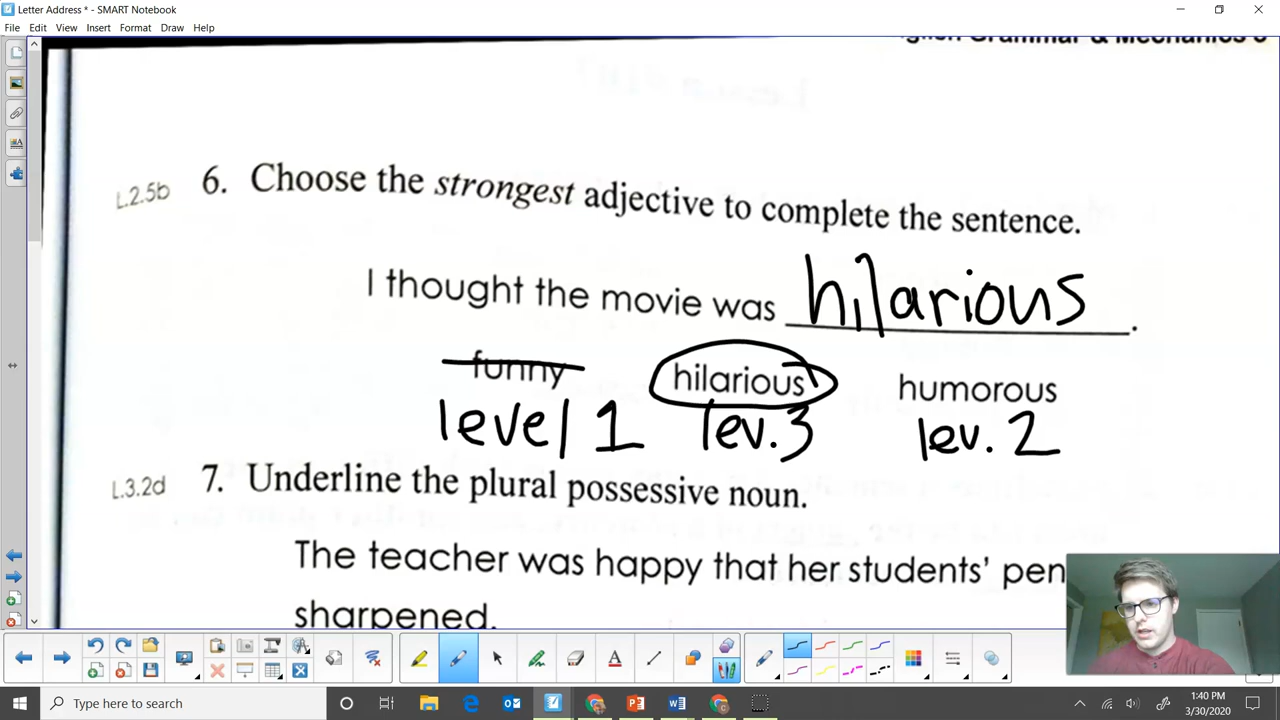 Letter Address * - SMART Notebook
File Edit View Insert Format Draw Help
Grammar & Mechanics
L.2.5b 6. Choose the strongest adjective to complete the sentence.
I thought the movie was hilarious.
funny hilarious humorous
level 1 lev.3 lev. 2
L.3.2d 7. Underline the plural possessive noun.
The teacher was happy that her students' pen
sharpened.
Type here to search
1:40 PM
3/30/2020